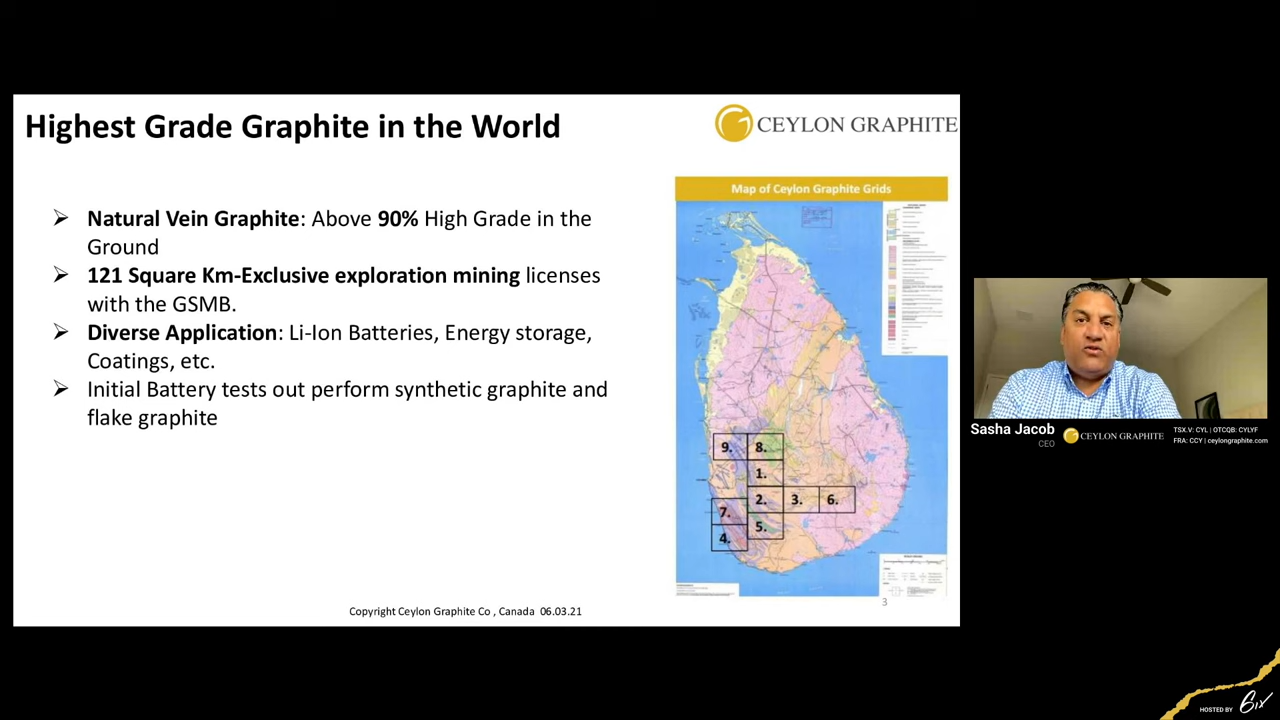 Highest Grade Graphite in the World
CEYLON GRAPHITE
Natural Vein Graphite: Above 90% High Grade in the
Ground
121 Square Km-Exclusive exploration mining licenses
with the GSMB.
Diverse Application: Li-Ion Batteries, Energy storage,
Coatings, etc.
Initial Battery tests out perform synthetic graphite and
flake graphite
Map of Ceylon Graphite Grids
9. 8.
1.
2. 3. 6.
7.
5.
4.
3
Copyright Ceylon Graphite Co , Canada 06.03.21
Sasha Jacob
CEO
CEYLON GRAPHITE
TSX.V: CYL | OTCQB: CYLYF
FRA: CCY | ceylongraphite.com
HOSTED BY 6ix